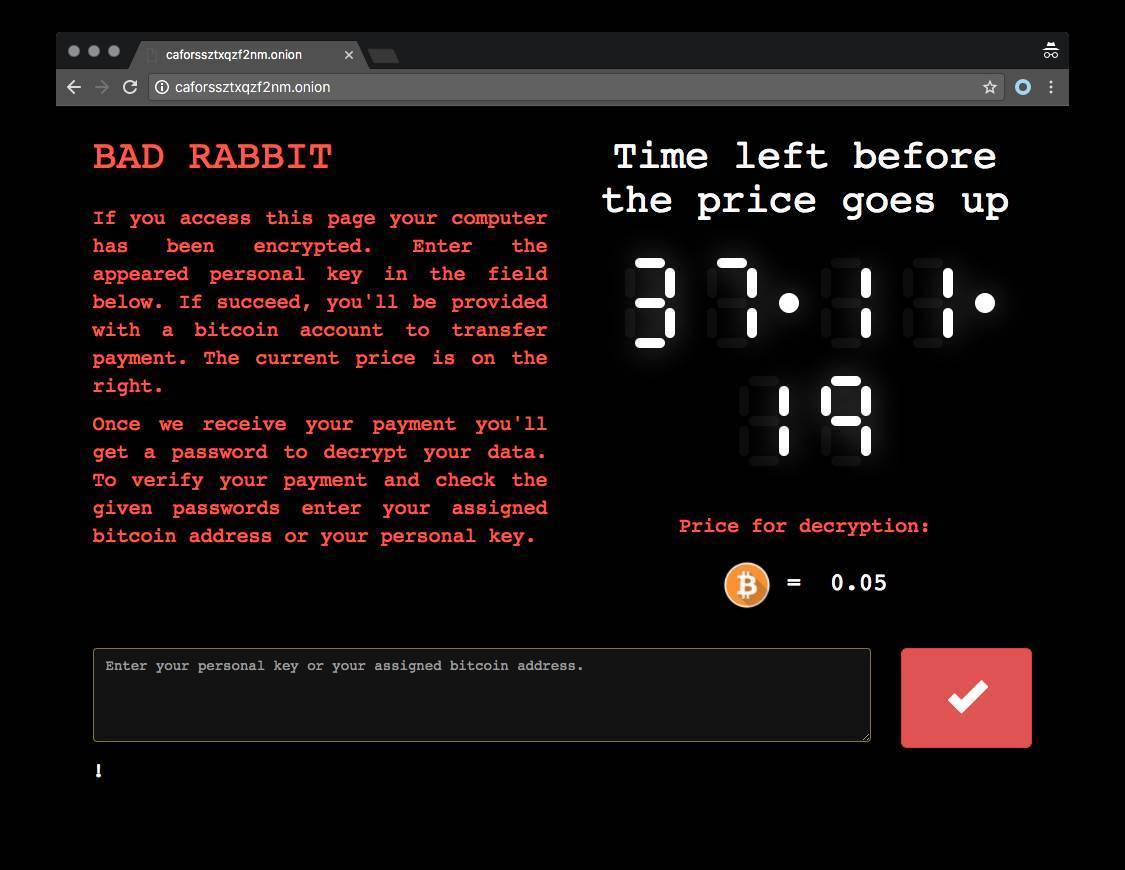 caforssztxqzf2nm.onion
caforssztxqzf2nm.onion
BAD RABBIT
If you access this page your computer
has been encrypted. Enter the
appeared personal key in the field
below. If succeed, you'll be provided
with a bitcoin account to transfer
payment. The current price is on the
right.
Once we receive your payment you'll
get a password to decrypt your data.
To verify your payment and check the
given passwords enter your assigned
bitcoin address or your personal key.
Time left before
the price goes up
37.11.
19
Price for decryption:
= 0.05
Enter your personal key or your assigned bitcoin address.
!